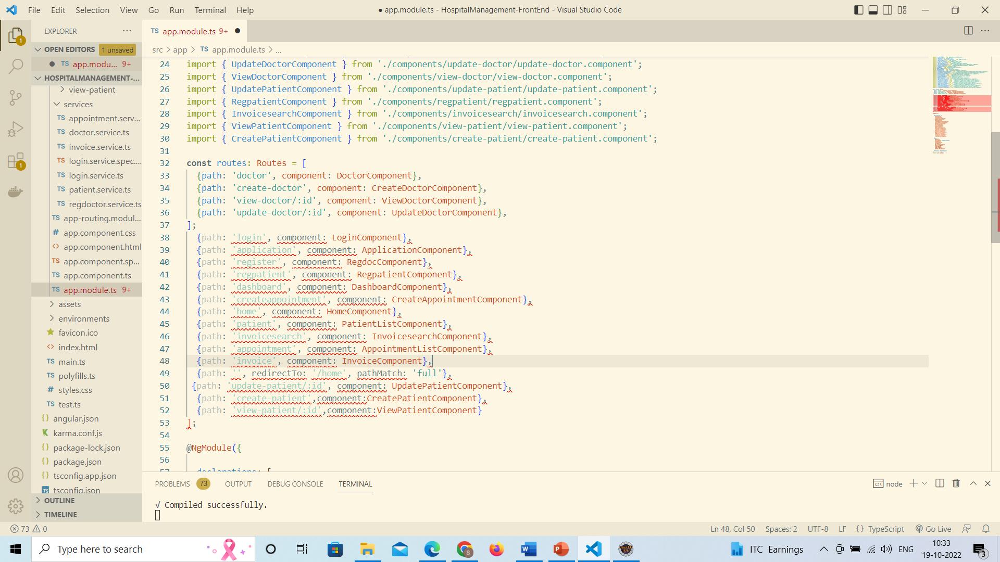 File Edit Selection View Go Run Terminal Help
● app.module.ts - HospitalManagement-FrontEnd - Visual Studio Code
EXPLORER ...
TS app.module.ts 9+ ●
OPEN EDITORS 1 unsaved
src > app > TS app.module.ts > ...
● TS app.modu... 9+
HOSPITALMANAGEMENT-...
view-patient
services
TS appointment.serv...
TS doctor.service.ts
TS invoice.service.ts
TS login.service.spec....
TS login.service.ts
TS patient.service.ts
TS regdoctor.service.ts
TS app-routing.modul...
# app.component.css
<> app.component.html
TS app.component.sp...
TS app.component.ts
TS app.module.ts 9+
assets
environments
favicon.ico
<> index.html
TS main.ts
TS polyfills.ts
# styles.css
TS test.ts
{} angular.json
K karma.conf.js
{} package-lock.json
{} package.json
{} tsconfig.app.json
TS tsconfig.json
OUTLINE
TIMELINE
1
1
24 import { UpdateDoctorComponent } from './components/update-doctor/update-doctor.component';
25 import { ViewDoctorComponent } from './components/view-doctor/view-doctor.component';
26 import { UpdatePatientComponent } from './components/update-patient/update-patient.component';
27 import { RegpatientComponent } from './components/regpatient/regpatient.component';
28 import { InvoicesearchComponent } from './components/invoicesearch/invoicesearch.component';
29 import { ViewPatientComponent } from './components/view-patient/view-patient.component';
30 import { CreatePatientComponent } from './components/create-patient/create-patient.component';
31
32 const routes: Routes = [
33 {path: 'doctor', component: DoctorComponent},
34 {path: 'create-doctor', component: CreateDoctorComponent},
35 {path: 'view-doctor/:id', component: ViewDoctorComponent},
36 {path: 'update-doctor/:id', component: UpdateDoctorComponent},
37 ];
38 {path: 'login', component: LoginComponent},
39 {path: 'application', component: ApplicationComponent},
40 {path: 'register', component: RegdocComponent},
41 {path: 'regpatient', component: RegpatientComponent},
42 {path: 'dashboard', component: DashboardComponent},
43 {path: 'createappointment', component: CreateAppointmentComponent},
44 {path: 'home', component: HomeComponent},
45 {path: 'patient', component: PatientListComponent},
46 {path: 'invoicesearch', component: InvoicesearchComponent},
47 {path: 'appointment', component: AppointmentListComponent},
48 {path: 'invoice', component: InvoiceComponent},
49 {path: '', redirectTo: '/home', pathMatch: 'full'},
50 {path: 'update-patient/:id', component: UpdatePatientComponent},
51 {path: 'create-patient',component:CreatePatientComponent},
52 {path: 'view-patient/:id',component:ViewPatientComponent}
53 ];
54
55 @NgModule({
56
57 declarations: [
PROBLEMS 73 OUTPUT DEBUG CONSOLE TERMINAL
node
√ Compiled successfully.
73 0
Ln 48, Col 50 Spaces: 2 UTF-8 LF {} TypeScript Go Live
Type here to search
ITC Earnings
ENG
10:33
19-10-2022
3